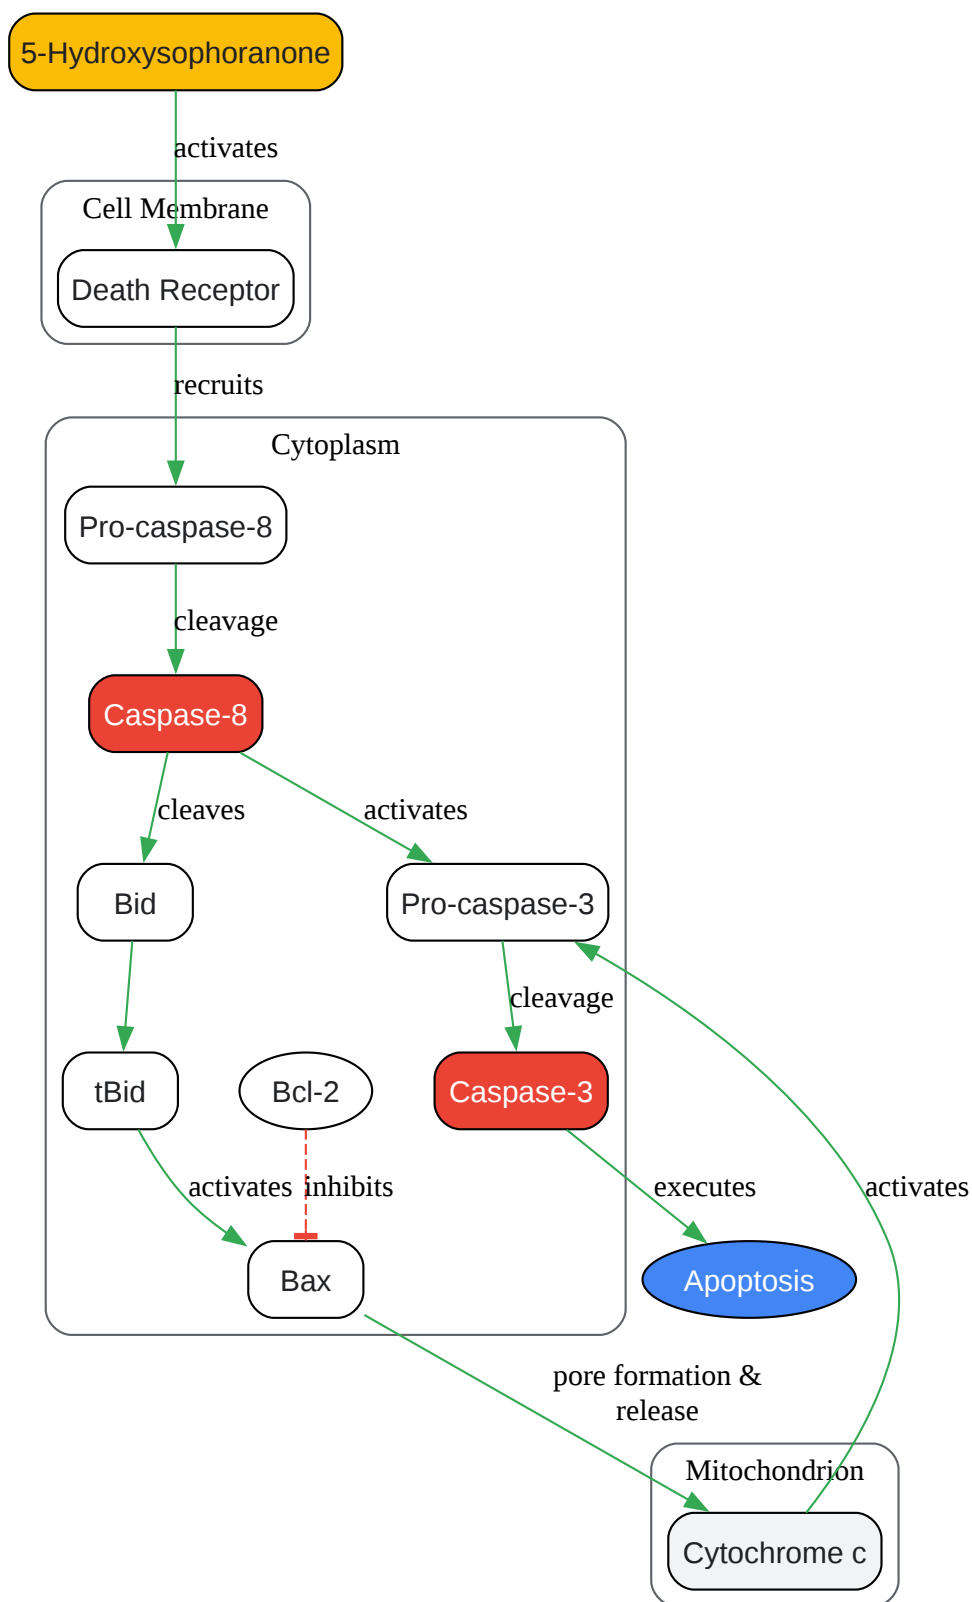 5-Hydroxysophoranone
activates
Cell Membrane
Death Receptor
recruits
Cytoplasm
Pro-caspase-8
cleavage
Caspase-8
cleaves
activates
Bid
Pro-caspase-3
cleavage
tBid
Bcl-2
Caspase-3
activates
inhibits
executes
activates
Bax
Apoptosis
pore formation &
release
Mitochondrion
Cytochrome c